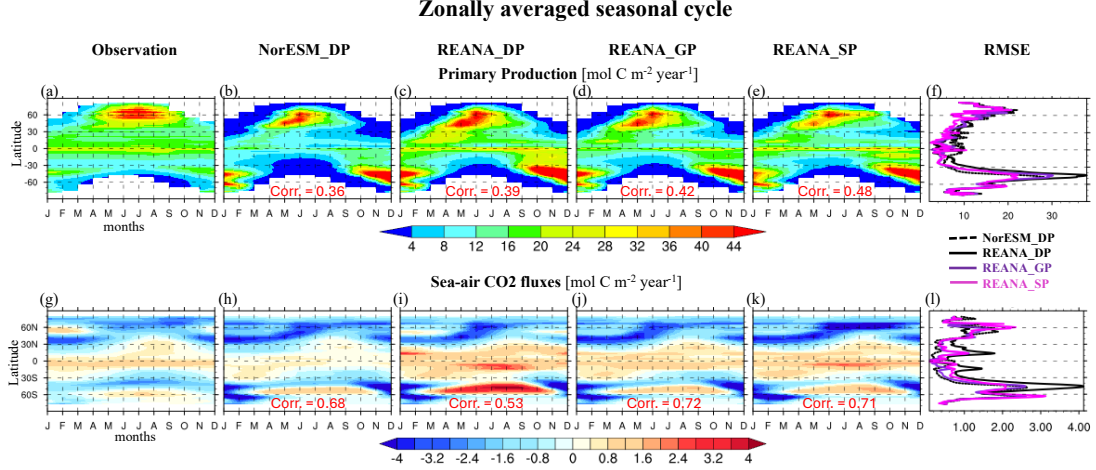 Zonally averaged seasonal cycle
Observation NorESM_DP REANA_DP REANA_GP REANA_SP RMSE
Primary Production [mol C m-2 year-1]
(a) (b) (c) (d) (e) (f)
Latitude
60
30
0
-30
-60
Corr. = 0.36 Corr. = 0.39 Corr. = 0.42 Corr. = 0.48
J F M A M J J A S O N D J F M A M J J A S O N D J F M A M J J A S O N D J F M A M J J A S O N D J F M A M J J A S O N D
10 20 30
months
4 8 12 16 20 24 28 32 36 40 44
NorESM_DP
REANA_DP
REANA_GP
REANA_SP
Sea-air CO2 fluxes [mol C m-2 year-1]
(g) (h) (i) (j) (k) (l)
Latitude
60N
30N
0
30S
60S
Corr. = 0.68 Corr. = 0.53 Corr. = 0.72 Corr. = 0.71
J F M A M J J A S O N D J F M A M J J A S O N D J F M A M J J A S O N D J F M A M J J A S O N D J F M A M J J A S O N D
1.00 2.00 3.00 4.00
months
-4 -3.2 -2.4 -1.6 -0.8 0 0.8 1.6 2.4 3.2 4